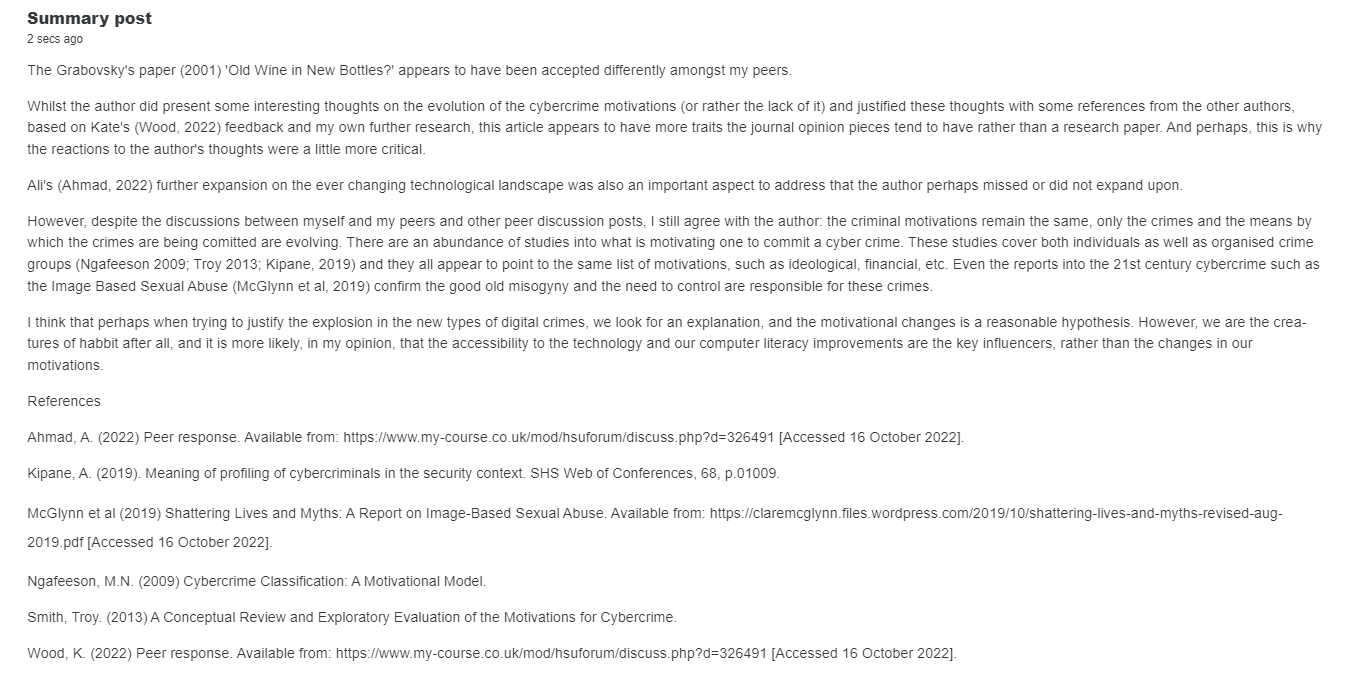 Summary post
2 secs ago
The Grabovsky's paper (2001) 'Old Wine in New Bottles?' appears to have been accepted differently amongst my peers.
Whilst the author did present some interesting thoughts on the evolution of the cybercrime motivations (or rather the lack of it) and justified these thoughts with some references from the other authors,
based on Kate's (Wood, 2022) feedback and my own further research, this article appears to have more traits the journal opinion pieces tend to have rather than a research paper. And perhaps, this is why
the reactions to the author's thoughts were a little more critical.
Ali's (Ahmad, 2022) further expansion on the ever changing technological landscape was also an important aspect to address that the author perhaps missed or did not expand upon.
However, despite the discussions between myself and my peers and other peer discussion posts, I still agree with the author: the criminal motivations remain the same, only the crimes and the means by
which the crimes are being comitted are evolving. There are an abundance of studies into what is motivating one to commit a cyber crime. These studies cover both individuals as well as organised crime
groups (Ngafeeson 2009; Troy 2013; Kipane, 2019) and they all appear to point to the same list of motivations, such as ideological, financial, etc. Even the reports into the 21st century cybercrime such as
the Image Based Sexual Abuse (McGlynn et al, 2019) confirm the good old misogyny and the need to control are responsible for these crimes.
I think that perhaps when trying to justify the explosion in the new types of digital crimes, we look for an explanation, and the motivational changes is a reasonable hypothesis. However, we are the crea-
tures of habbit after all, and it is more likely, in my opinion, that the accessibility to the technology and our computer literacy improvements are the key influencers, rather than the changes in our
motivations.
References
Ahmad, A. (2022) Peer response. Available from: https://www.my-course.co.uk/mod/hsuforum/discuss.php?d=326491 [Accessed 16 October 2022].
Kipane, A. (2019). Meaning of profiling of cybercriminals in the security context. SHS Web of Conferences, 68, p.01009.
McGlynn et al (2019) Shattering Lives and Myths: A Report on Image-Based Sexual Abuse. Available from: https://claremcglynn.files.wordpress.com/2019/10/shattering-lives-and-myths-revised-aug-
2019.pdf [Accessed 16 October 2022].
Ngafeeson, M.N. (2009) Cybercrime Classification: A Motivational Model.
Smith, Troy. (2013) A Conceptual Review and Exploratory Evaluation of the Motivations for Cybercrime.
Wood, K. (2022) Peer response. Available from: https://www.my-course.co.uk/mod/hsuforum/discuss.php?d=326491 [Accessed 16 October 2022].